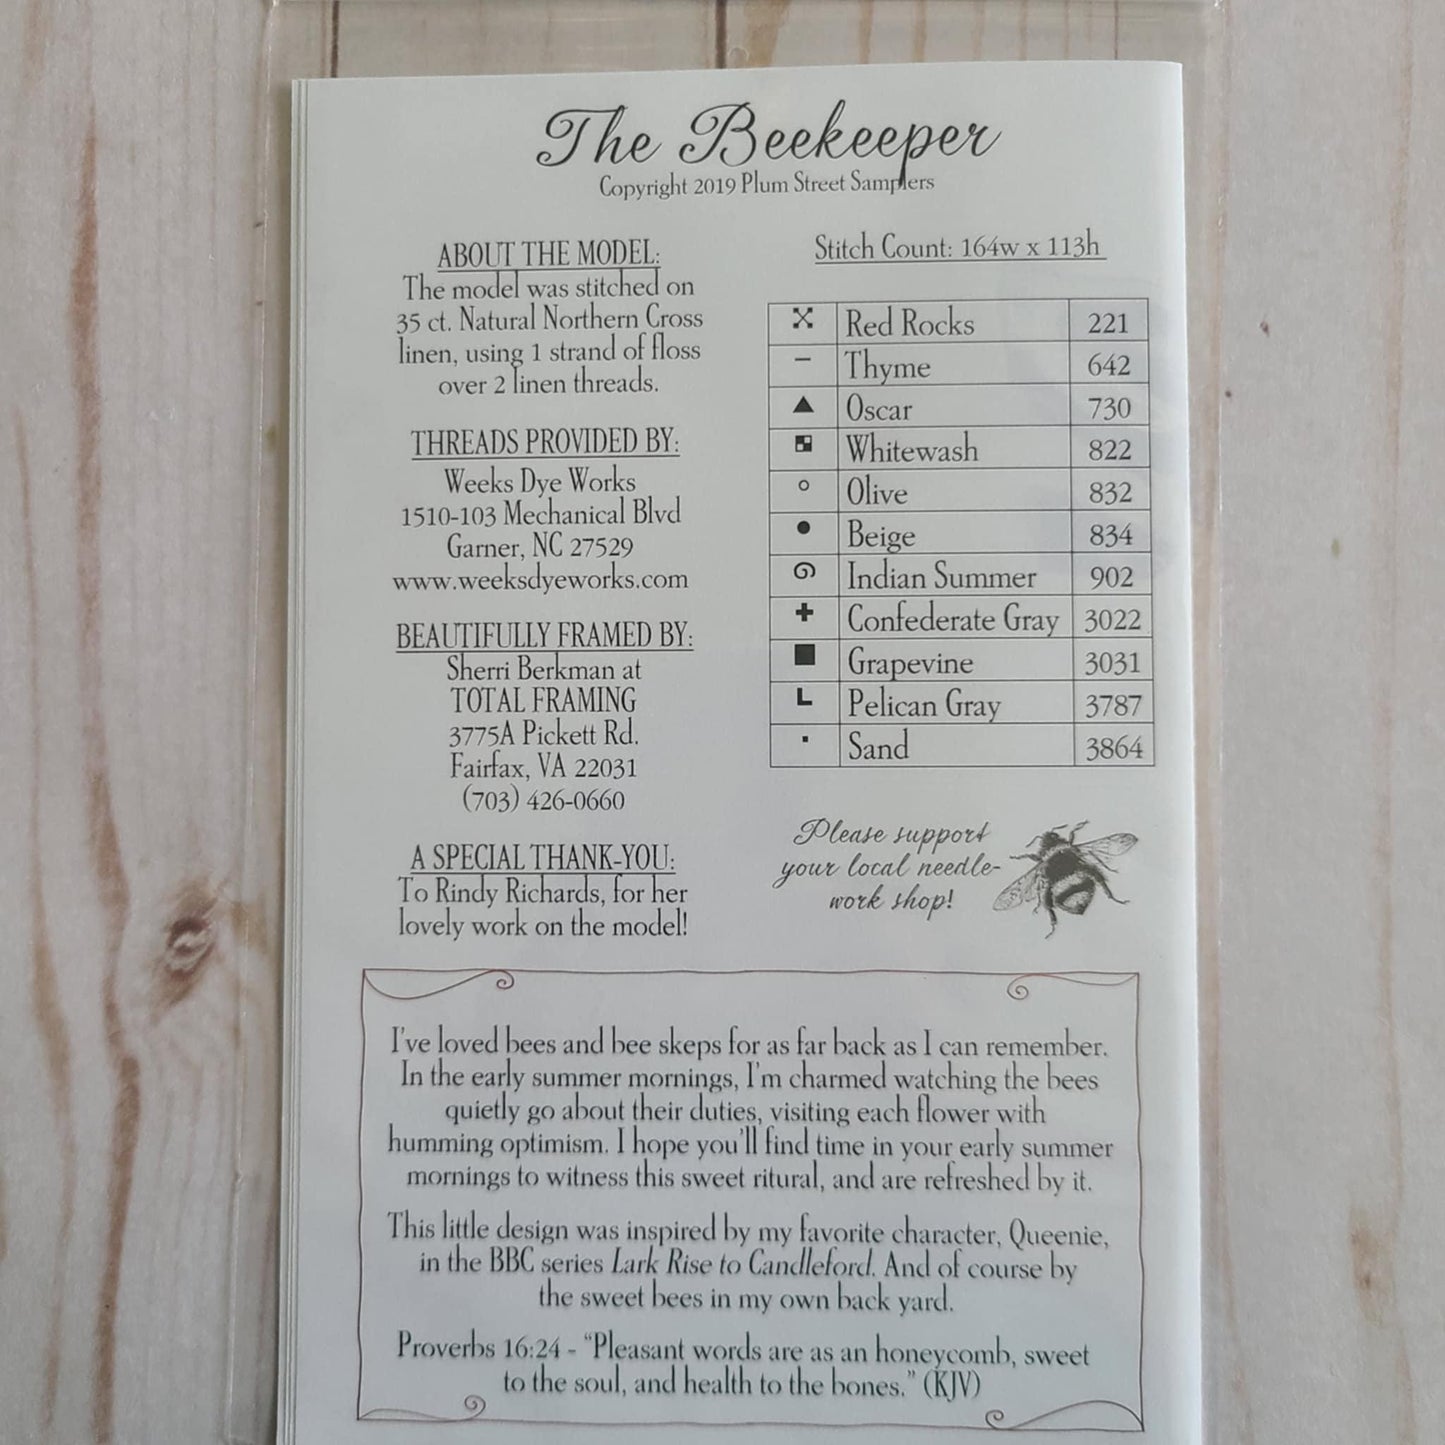 The Beekeeper
Copyright 2019 Plum Street Samplers
ABOUT THE MODEL:
The model was stitched on
35 ct. Natural Northern Cross
linen, using 1 strand of floss
over 2 linen threads.
THREADS PROVIDED BY:
Weeks Dye Works
1510-103 Mechanical Blvd
Garner, NC 27529
www.weeksdyeworks.com
BEAUTIFULLY FRAMED BY:
Sherri Berkman at
TOTAL FRAMING
3775A Pickett Rd.
Fairfax, VA 22031
(703) 426-0660
A SPECIAL THANK-YOU:
To Rindy Richards, for her
lovely work on the model!
Stitch Count: 164w x 113h
Red Rocks 221
Thyme 642
Oscar 730
Whitewash 822
Olive 832
Beige 834
Indian Summer 902
Confederate Gray 3022
Grapevine 3031
Pelican Gray 3787
Sand 3864
Please support
your local needle-
work shop!
I've loved bees and bee skeps for as far back as I can remember.
In the early summer mornings, I'm charmed watching the bees
quietly go about their duties, visiting each flower with
humming optimism. I hope you'll find time in your early summer
mornings to witness this sweet ritural, and are refreshed by it.
This little design was inspired by my favorite character, Queenie,
in the BBC series Lark Rise to Candleford. And of course by
the sweet bees in my own back yard.
Proverbs 16:24 - "Pleasant words are as an honeycomb, sweet
to the soul, and health to the bones." (KJV)